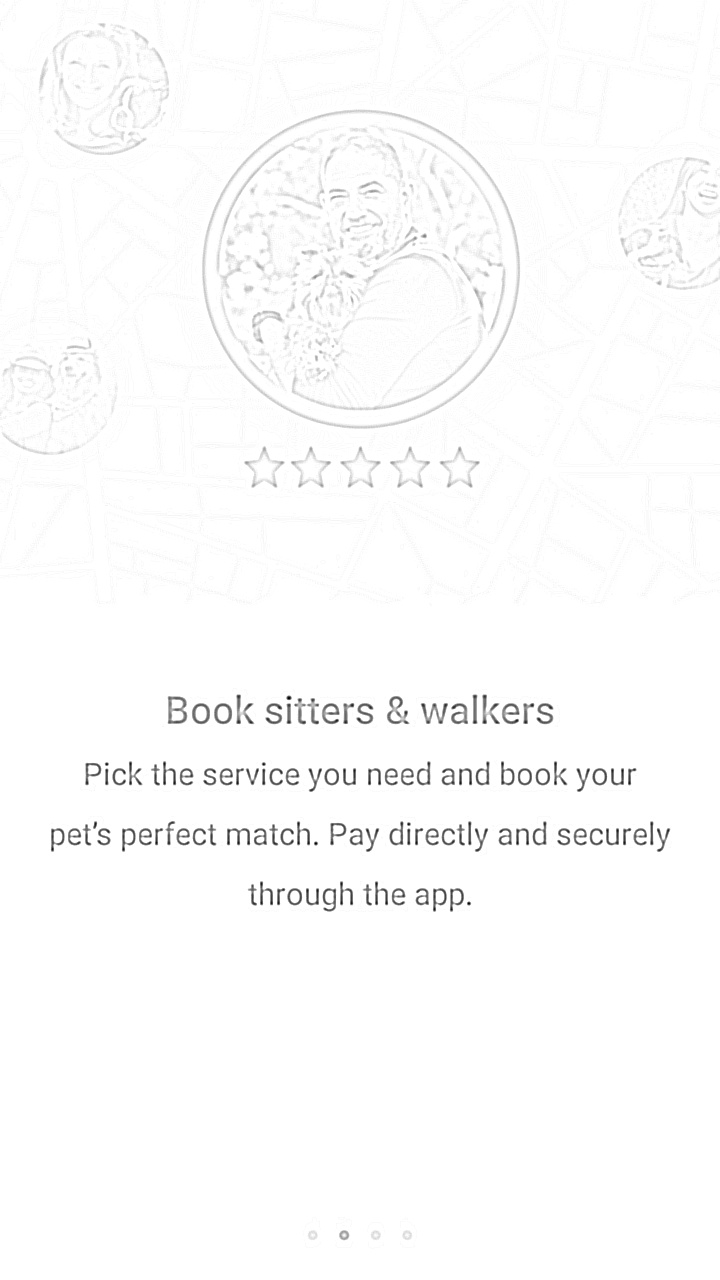 Book sitters & walkers
Pick the service you need and book your
pet's perfect match. Pay directly and securely
through the app.